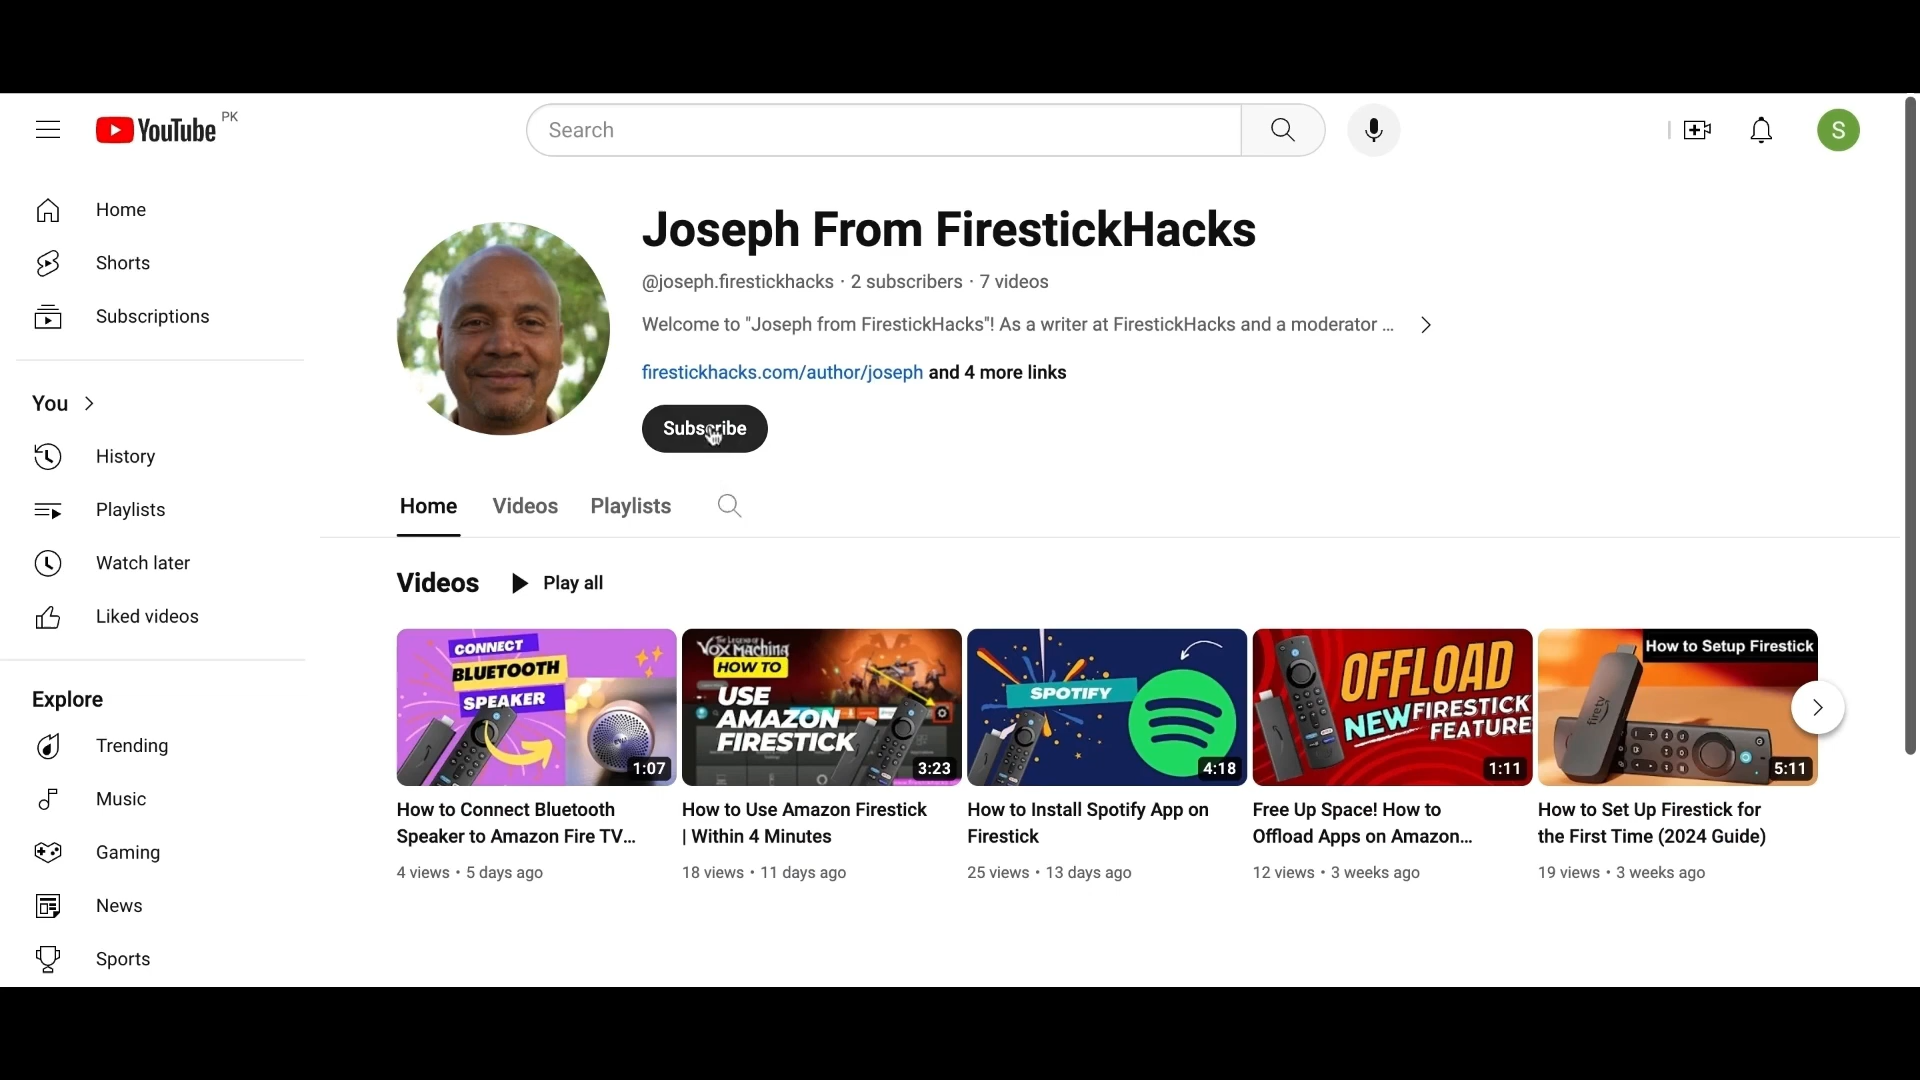 YouTube PK
Search
S
Home
Shorts
Subscriptions
You
History
Playlists
Watch later
Liked videos
Explore
Trending
Music
Gaming
News
Sports
Joseph From FirestickHacks
@joseph.firestickhacks · 2 subscribers · 7 videos
Welcome to "Joseph from FirestickHacks"! As a writer at FirestickHacks and a moderator ...
firestickhacks.com/author/joseph and 4 more links
Subscribe
Home Videos Playlists
Videos Play all
CONNECT
BLUETOOTH
SPEAKER
1:07
How to Connect Bluetooth
Speaker to Amazon Fire TV...
4 views • 5 days ago
THE LEGEND OF
VOX MACHINA
HOW TO
USE
AMAZON
FIRESTICK
3:23
How to Use Amazon Firestick
| Within 4 Minutes
18 views • 11 days ago
SPOTIFY
4:18
How to Install Spotify App on
Firestick
25 views • 13 days ago
OFFLOAD
NEW FIRESTICK
FEATURE
1:11
Free Up Space! How to
Offload Apps on Amazon...
12 views • 3 weeks ago
How to Setup Firestick
firetv
5:11
How to Set Up Firestick for
the First Time (2024 Guide)
19 views • 3 weeks ago